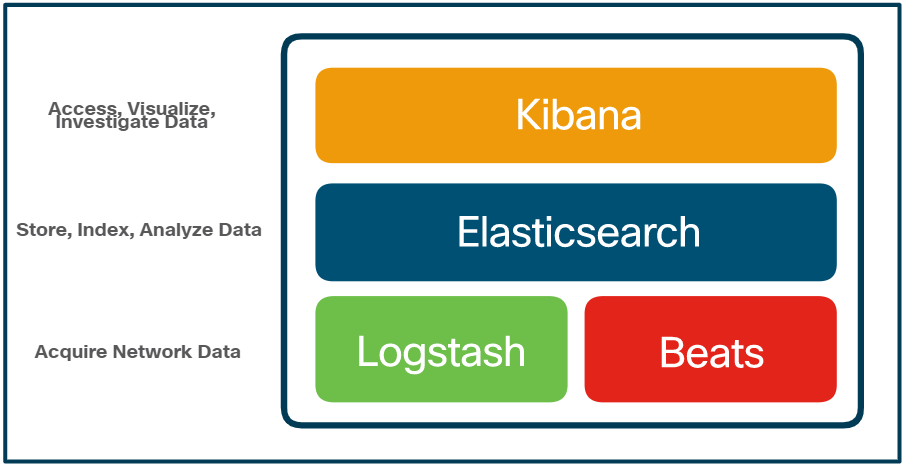 Access, Visualize,
Investigate Data
Kibana
Store, Index, Analyze Data
Elasticsearch
Acquire Network Data
Logstash
Beats